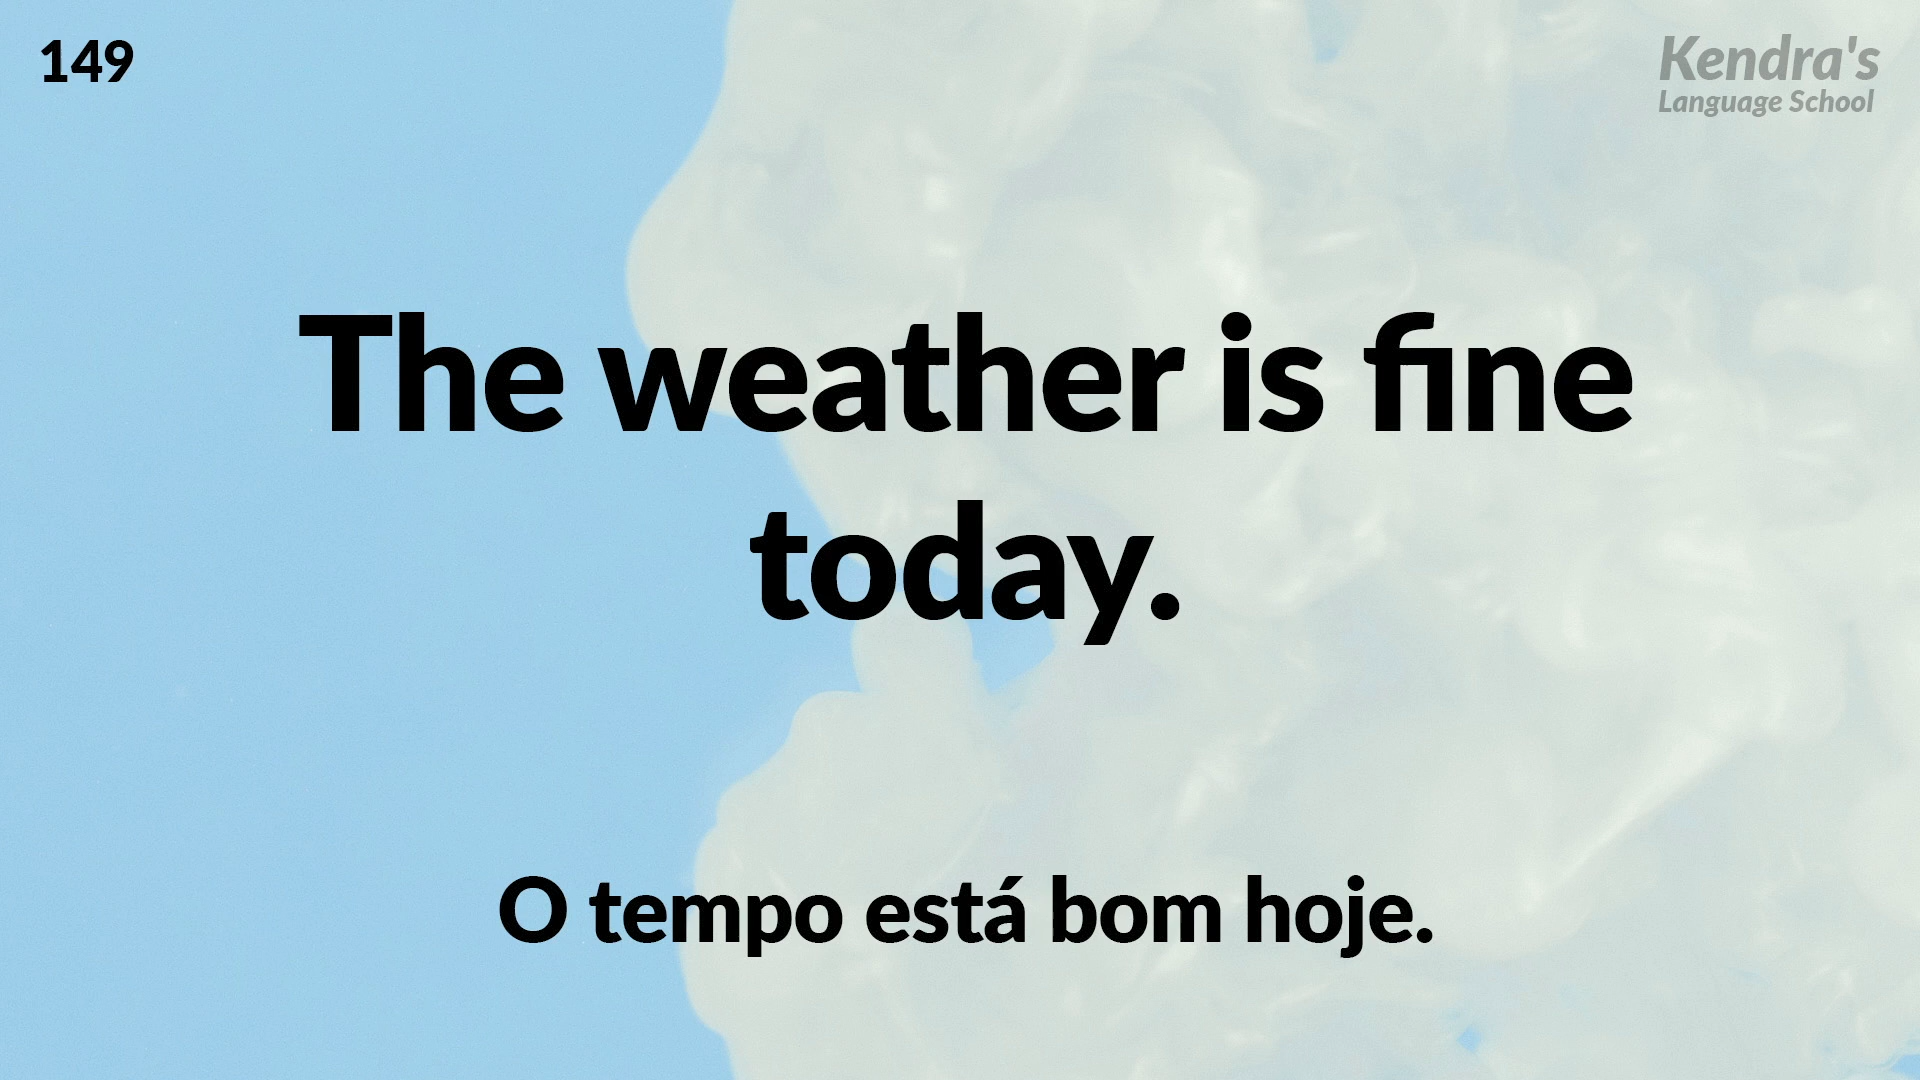 149
Kendra's
Language School
The weather is fine
today.
O tempo está bom hoje.